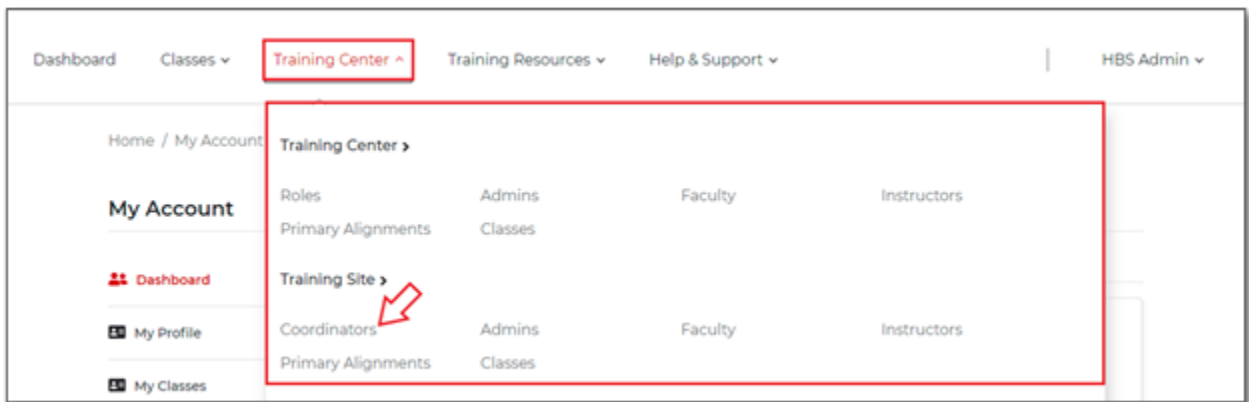 Dashboard Classes Training Center Training Resources Help & Support HBS Admin
Home / My Account
Training Center
Roles Admins Faculty Instructors
My Account
Primary Alignments Classes
Dashboard
Training Site
My Profile
Coordinators Admins Faculty Instructors
Primary Alignments Classes
My Classes